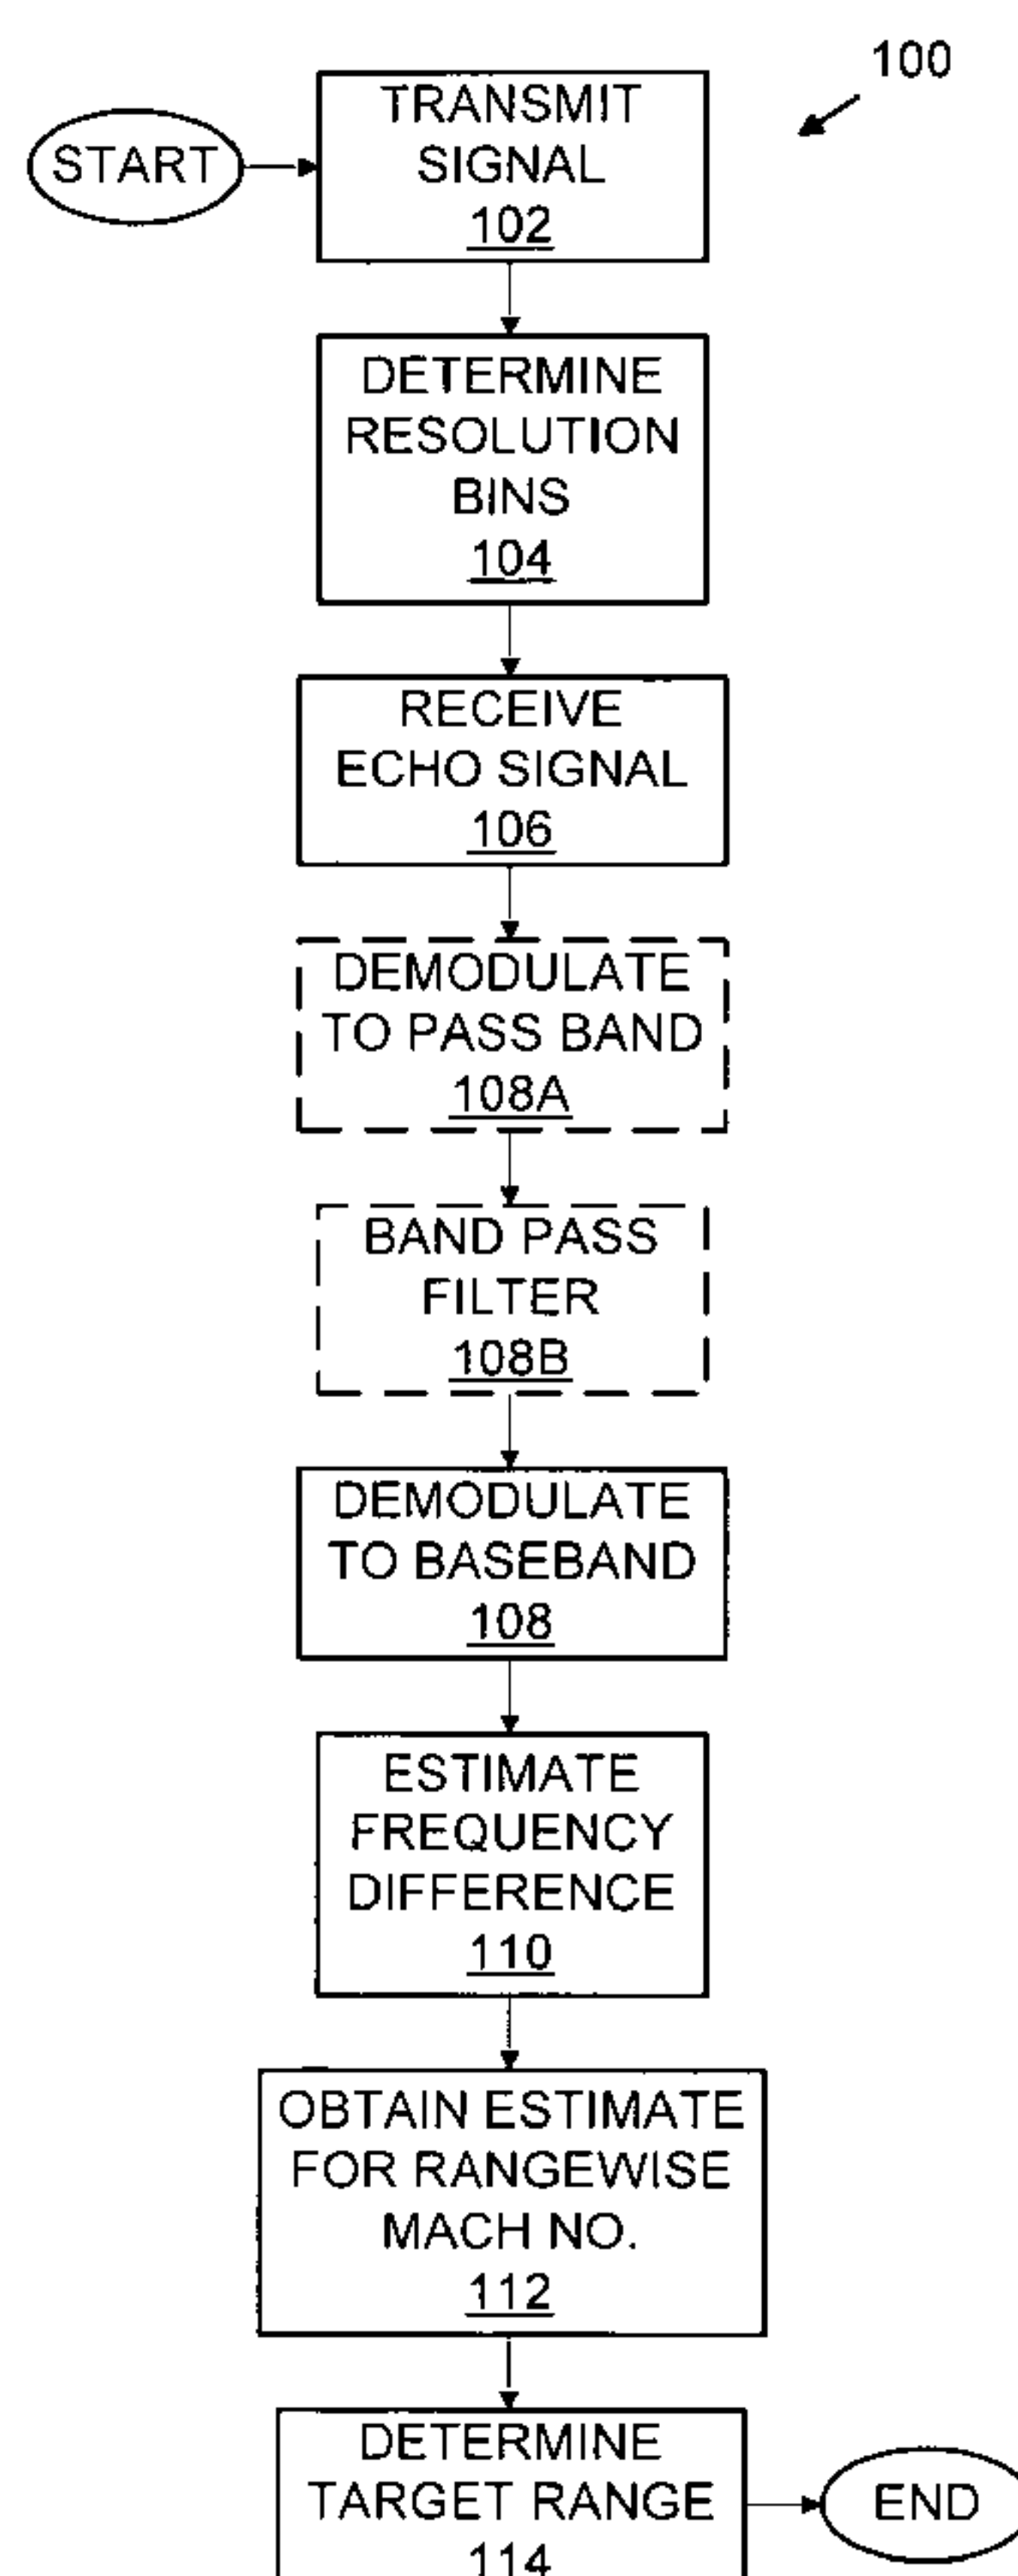 100
START
TRANSMIT
SIGNAL
102
DETERMINE
RESOLUTION
BINS
104
RECEIVE
ECHO SIGNAL
106
DEMODULATE
TO PASS BAND
108A
BAND PASS
FILTER
108B
DEMODULATE
TO BASEBAND
108
ESTIMATE
FREQUENCY
DIFFERENCE
110
OBTAIN ESTIMATE
FOR RANGEWISE
MACH NO.
112
DETERMINE
TARGET RANGE
114
END